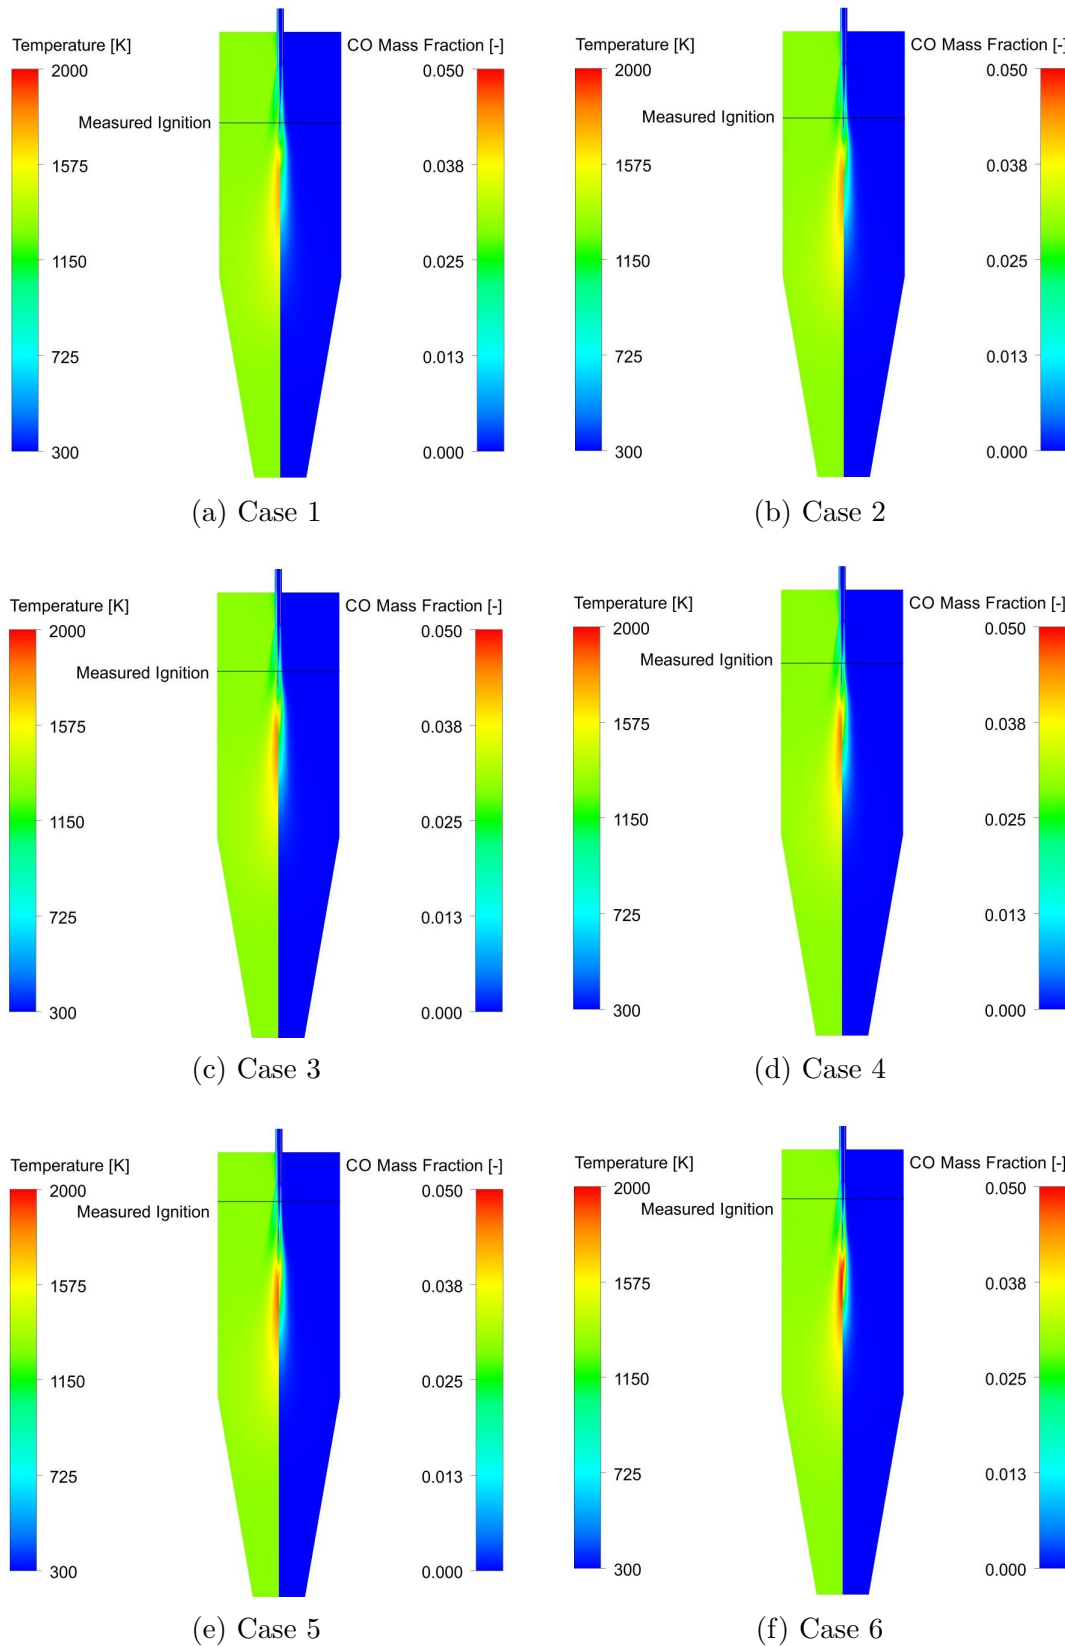 Temperature [K] CO Mass Fraction [-]
2000 0.050
Measured Ignition
1575 0.038
1150 0.025
725 0.013
300 0.000
(a) Case 1
Temperature [K] CO Mass Fraction [-]
2000 0.050
Measured Ignition
1575 0.038
1150 0.025
725 0.013
300 0.000
(b) Case 2
Temperature [K] CO Mass Fraction [-]
2000 0.050
Measured Ignition
1575 0.038
1150 0.025
725 0.013
300 0.000
(c) Case 3
Temperature [K] CO Mass Fraction [-]
2000 0.050
Measured Ignition
1575 0.038
1150 0.025
725 0.013
300 0.000
(d) Case 4
Temperature [K] CO Mass Fraction [-]
2000 0.050
Measured Ignition
1575 0.038
1150 0.025
725 0.013
300 0.000
(e) Case 5
Temperature [K] CO Mass Fraction [-]
2000 0.050
Measured Ignition
1575 0.038
1150 0.025
725 0.013
300 0.000
(f) Case 6